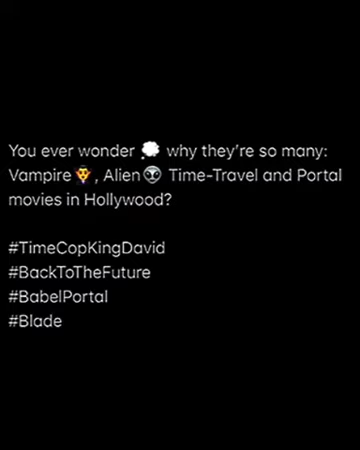 You ever wonder 💭 why they're so many:
Vampire🧛, Alien👽 Time-Travel and Portal
movies in Hollywood?
#TimeCopKingDavid
#BackToTheFuture
#BabelPortal
#Blade